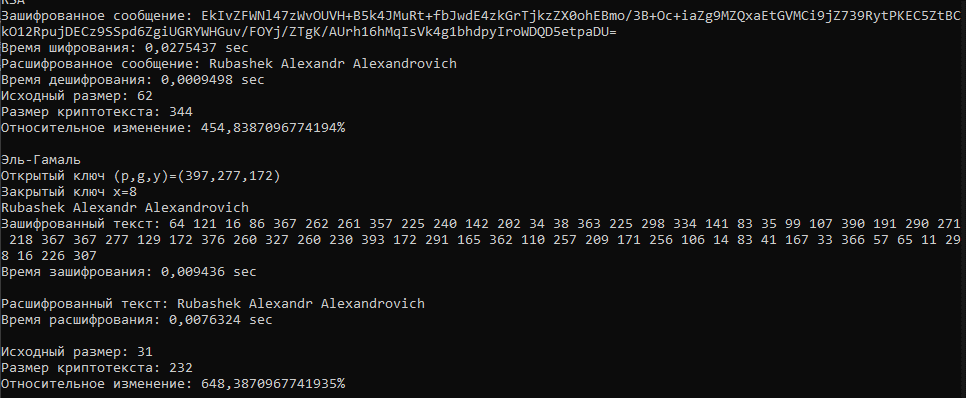 RSA
Зашифрованное сообщение: EkIvZFWNl47zWvOUVH+B5k4JMuRt+fbJwdE4zkGrTjkzZX0ohEBmo/3B+Oc+iaZg9MZQxaEtGVMCi9jZ739RytPKEC5ZtBC
kO12RpujDECz9SSpd6ZgiUGRYWHGuv/FOYj/ZTgK/AUrh16hMqIsVk4g1bhdpyIroWDQD5etpaDU=
Время шифрования: 0,0275437 sec
Расшифрованное сообщение: Rubashek Alexandr Alexandrovich
Время дешифрования: 0,0009498 sec
Исходный размер: 62
Размер криптотекста: 344
Относительное изменение: 454,8387096774194%
Эль-Гамаль
Открытый ключ (p,g,y)=(397,277,172)
Закрытый ключ x=8
Rubashek Alexandr Alexandrovich
Зашифрованный текст: 64 121 16 86 367 262 261 357 225 240 142 202 34 38 363 225 298 334 141 83 35 99 107 390 191 290 271
218 367 367 277 129 172 376 260 327 260 230 393 172 291 165 362 110 257 209 171 256 106 14 83 41 167 33 366 57 65 11 29
8 16 226 307
Время зашифрования: 0,009436 sec
Расшифрованный текст: Rubashek Alexandr Alexandrovich
Время расшифрования: 0,0076324 sec
Исходный размер: 31
Размер криптотекста: 232
Относительное изменение: 648,3870967741935%